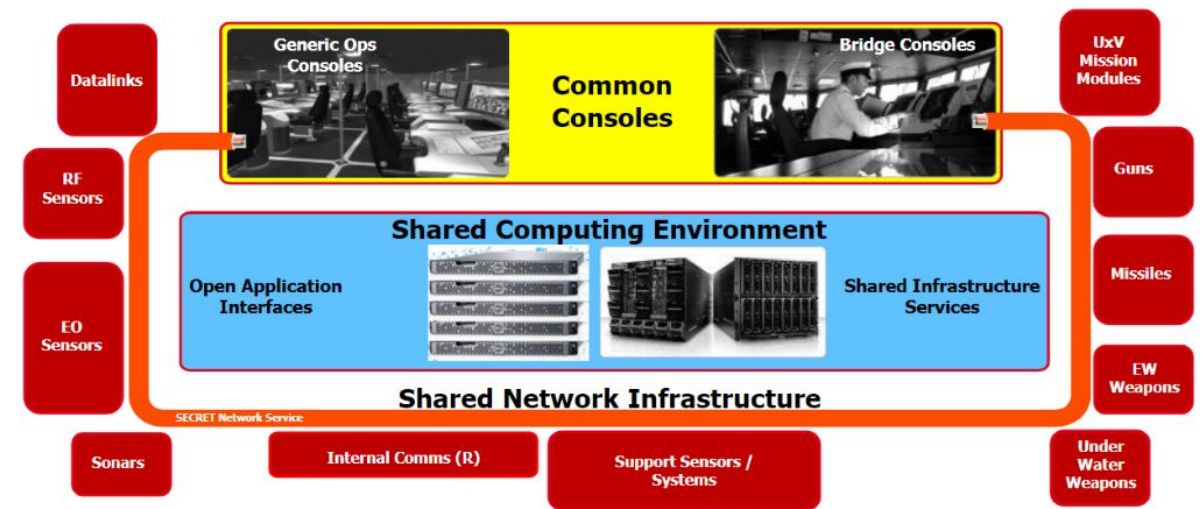 Datalinks
RF
Sensors
EO
Sensors
Sonars
Generic Ops
Consoles
Common
Consoles
Bridge Consoles
Shared Computing Environment
Open Application
Interfaces
Shared Infrastructure
Services
Shared Network Infrastructure
SECRET Network Service
Internal Comms (R)
Support Sensors /
Systems
UxV
Mission
Modules
Guns
Missiles
EW
Weapons
Under
Water
Weapons